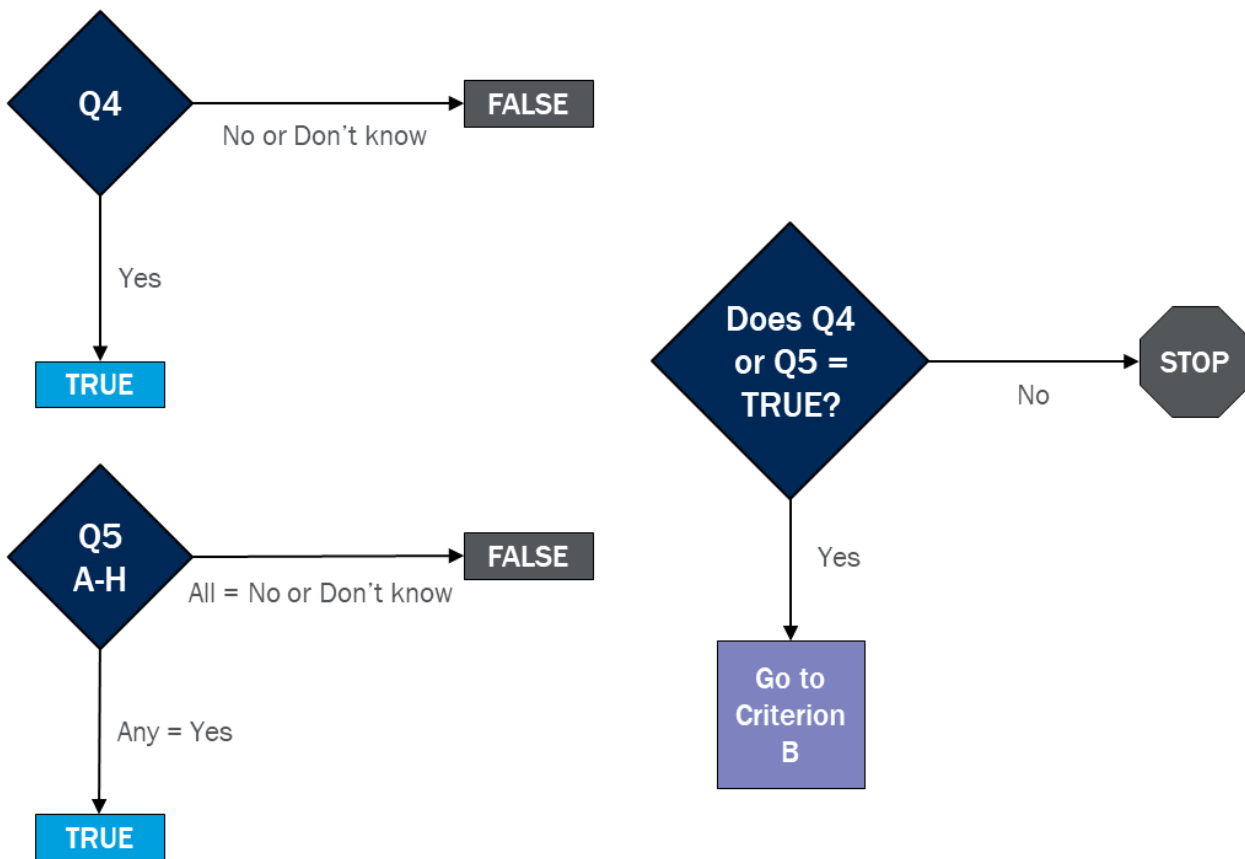 Q4
FALSE
No or Don't know
Yes
TRUE
Q5
A-H
FALSE
All = No or Don't know
Any = Yes
TRUE
Does Q4
or Q5 =
TRUE?
STOP
No
Yes
Go to
Criterion
B